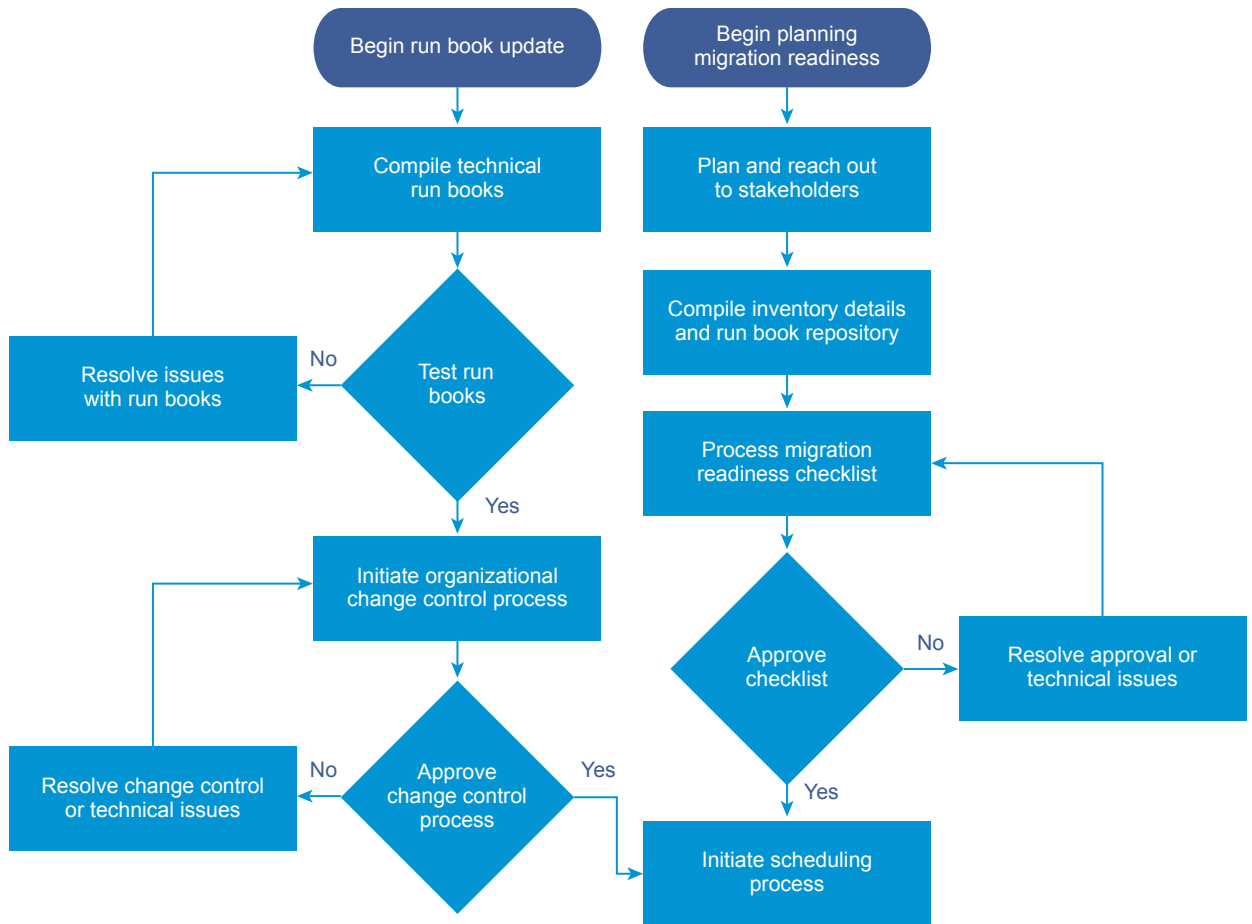 Begin run book update
Compile technical
run books
Test run
books
No
Resolve issues
with run books
Yes
Initiate organizational
change control process
Approve
change control
process
No
Resolve change control
or technical issues
Yes
Begin planning
migration readiness
Plan and reach out
to stakeholders
Compile inventory details
and run book repository
Process migration
readiness checklist
Approve
checklist
No
Resolve approval or
technical issues
Yes
Initiate scheduling
process